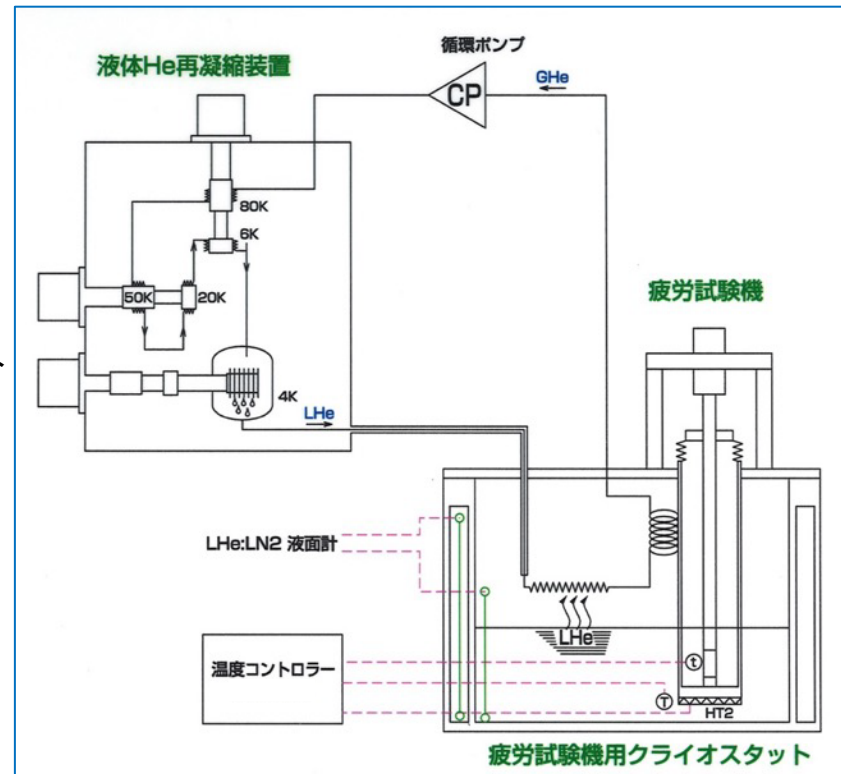 循環ポンプ
液体He再凝縮装置
GHe
CP
80K
6K
50K
20K
疲労試験機
4K
LHe
LHe:LN2 液面計
LHe
温度コントロラー
t
T
HT2
疲労試験機用クライオスタット